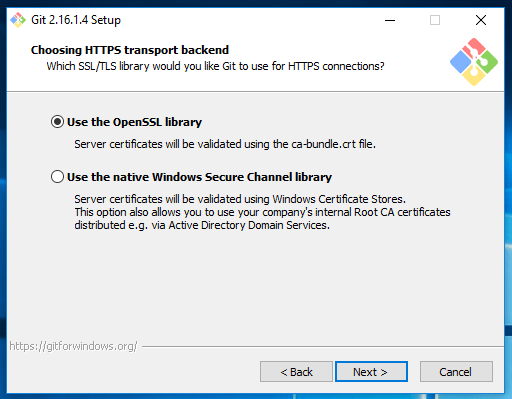 Git 2.16.1.4 Setup
Choosing HTTPS transport backend
Which SSL/TLS library would you like Git to use for HTTPS connections?
Use the OpenSSL library
Server certificates will be validated using the ca-bundle.crt file.
Use the native Windows Secure Channel library
Server certificates will be validated using Windows Certificate Stores.
This option also allows you to use your company's internal Root CA certificates
distributed e.g. via Active Directory Domain Services.
https://gitforwindows.org/
< Back
Next >
Cancel